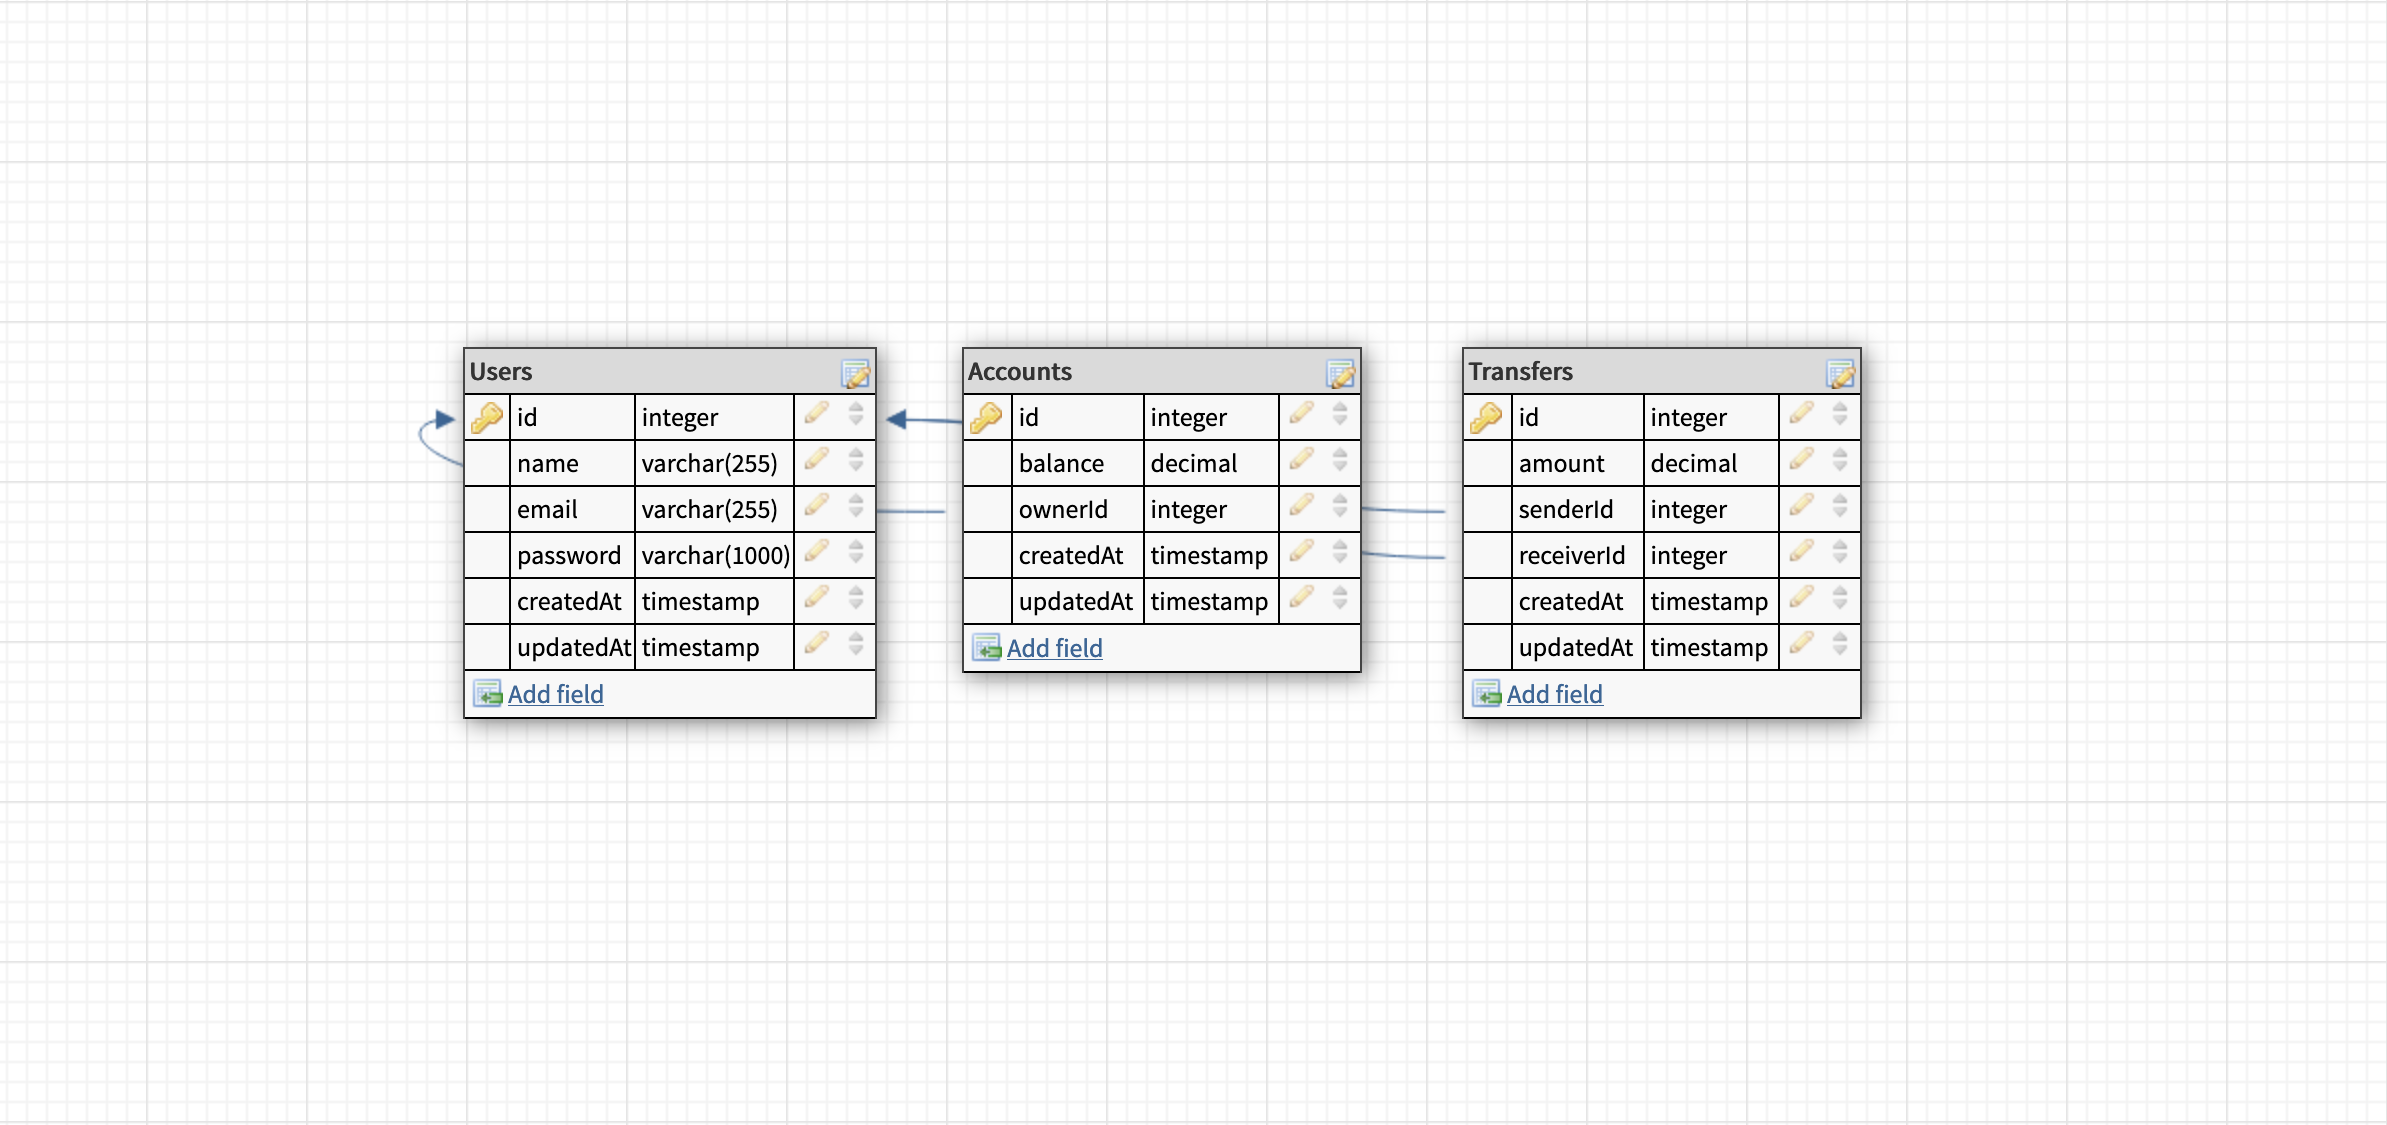 Users
id integer
name varchar(255)
email varchar(255)
password varchar(1000)
createdAt timestamp
updatedAt timestamp
Add field
Accounts
id integer
balance decimal
ownerId integer
createdAt timestamp
updatedAt timestamp
Add field
Transfers
id integer
amount decimal
senderId integer
receiverId integer
createdAt timestamp
updatedAt timestamp
Add field